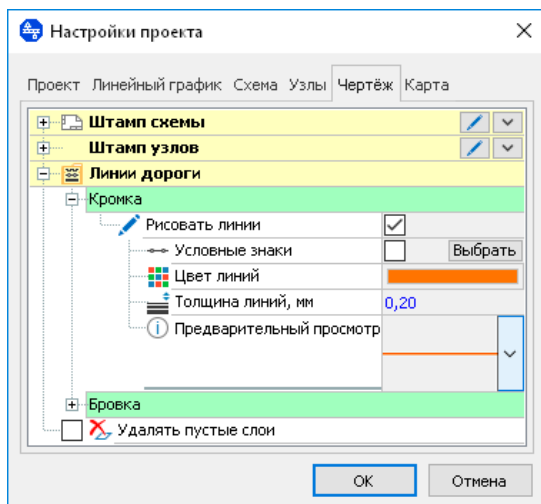 Настройки проекта
Проект Линейный график Схема Узлы Чертёж Карта
Штамп схемы
Штамп узлов
Линии дороги
Кромка
Рисовать линии
Условные знаки Выбрать
Цвет линий
Толщина линий, мм 0,20
Предварительный просмотр
Бровка
Удалять пустые слои
OK Отмена